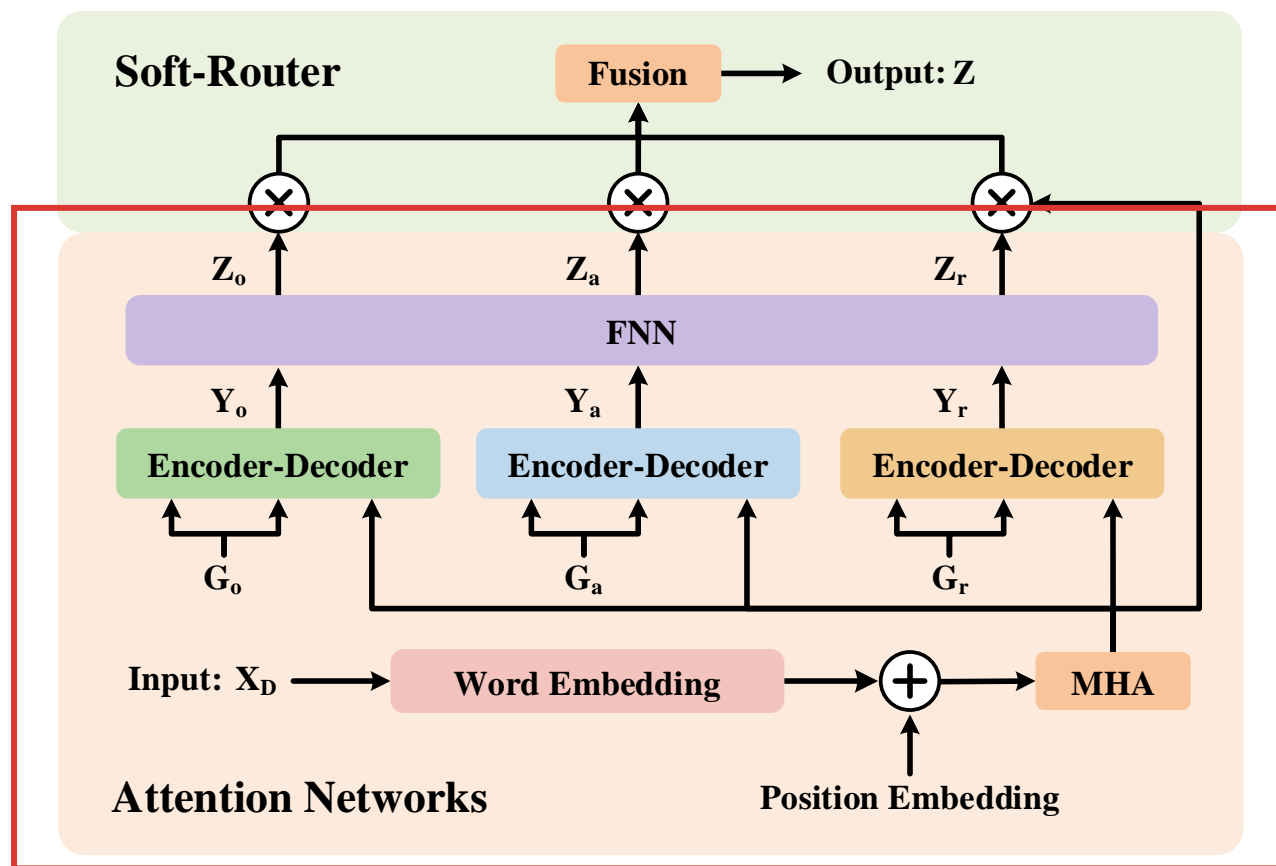 Soft-Router
Fusion
Output: Z
Zo
Za
Zr
FNN
Yo
Ya
Yr
Encoder-Decoder
Encoder-Decoder
Encoder-Decoder
Go
Ga
Gr
Input: XD
Word Embedding
MHA
Attention Networks
Position Embedding